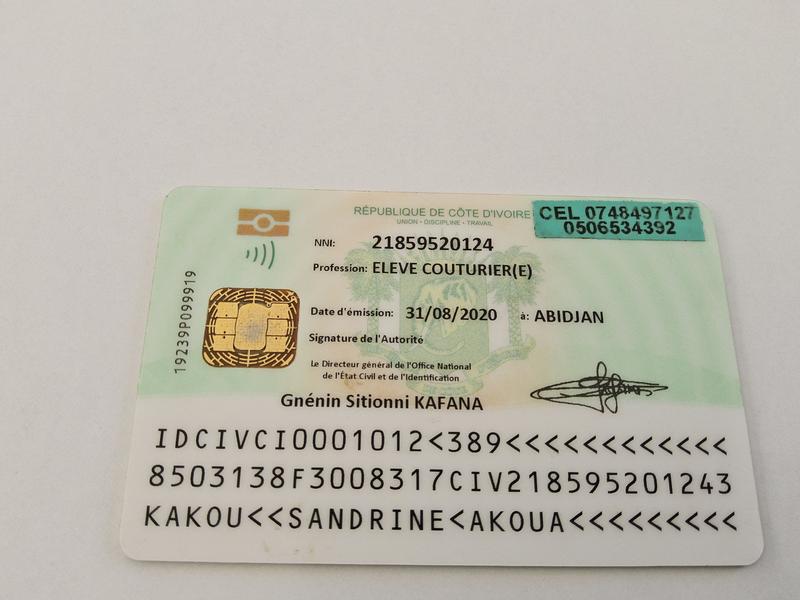 RÉPUBLIQUE DE CÔTE D'IVOIRE
UNION - DISCIPLINE - TRAVAIL
CEL 0748497127
0506534392
NNI: 21859520124
Profession: ELEVE COUTURIER(E)
19239P099919
Date d'émission: 31/08/2020 à: ABIDJAN
Signature de l'Autorité
Le Directeur général de l'Office National
de l'État Civil et de l'Identification
Gnénin Sitionni KAFANA
IDCIVCI0001012<389<<<<<<<<<<<<
8503138F3008317CIV218595201243
KAKOU<<SANDRINE<AKOUA<<<<<<<<<